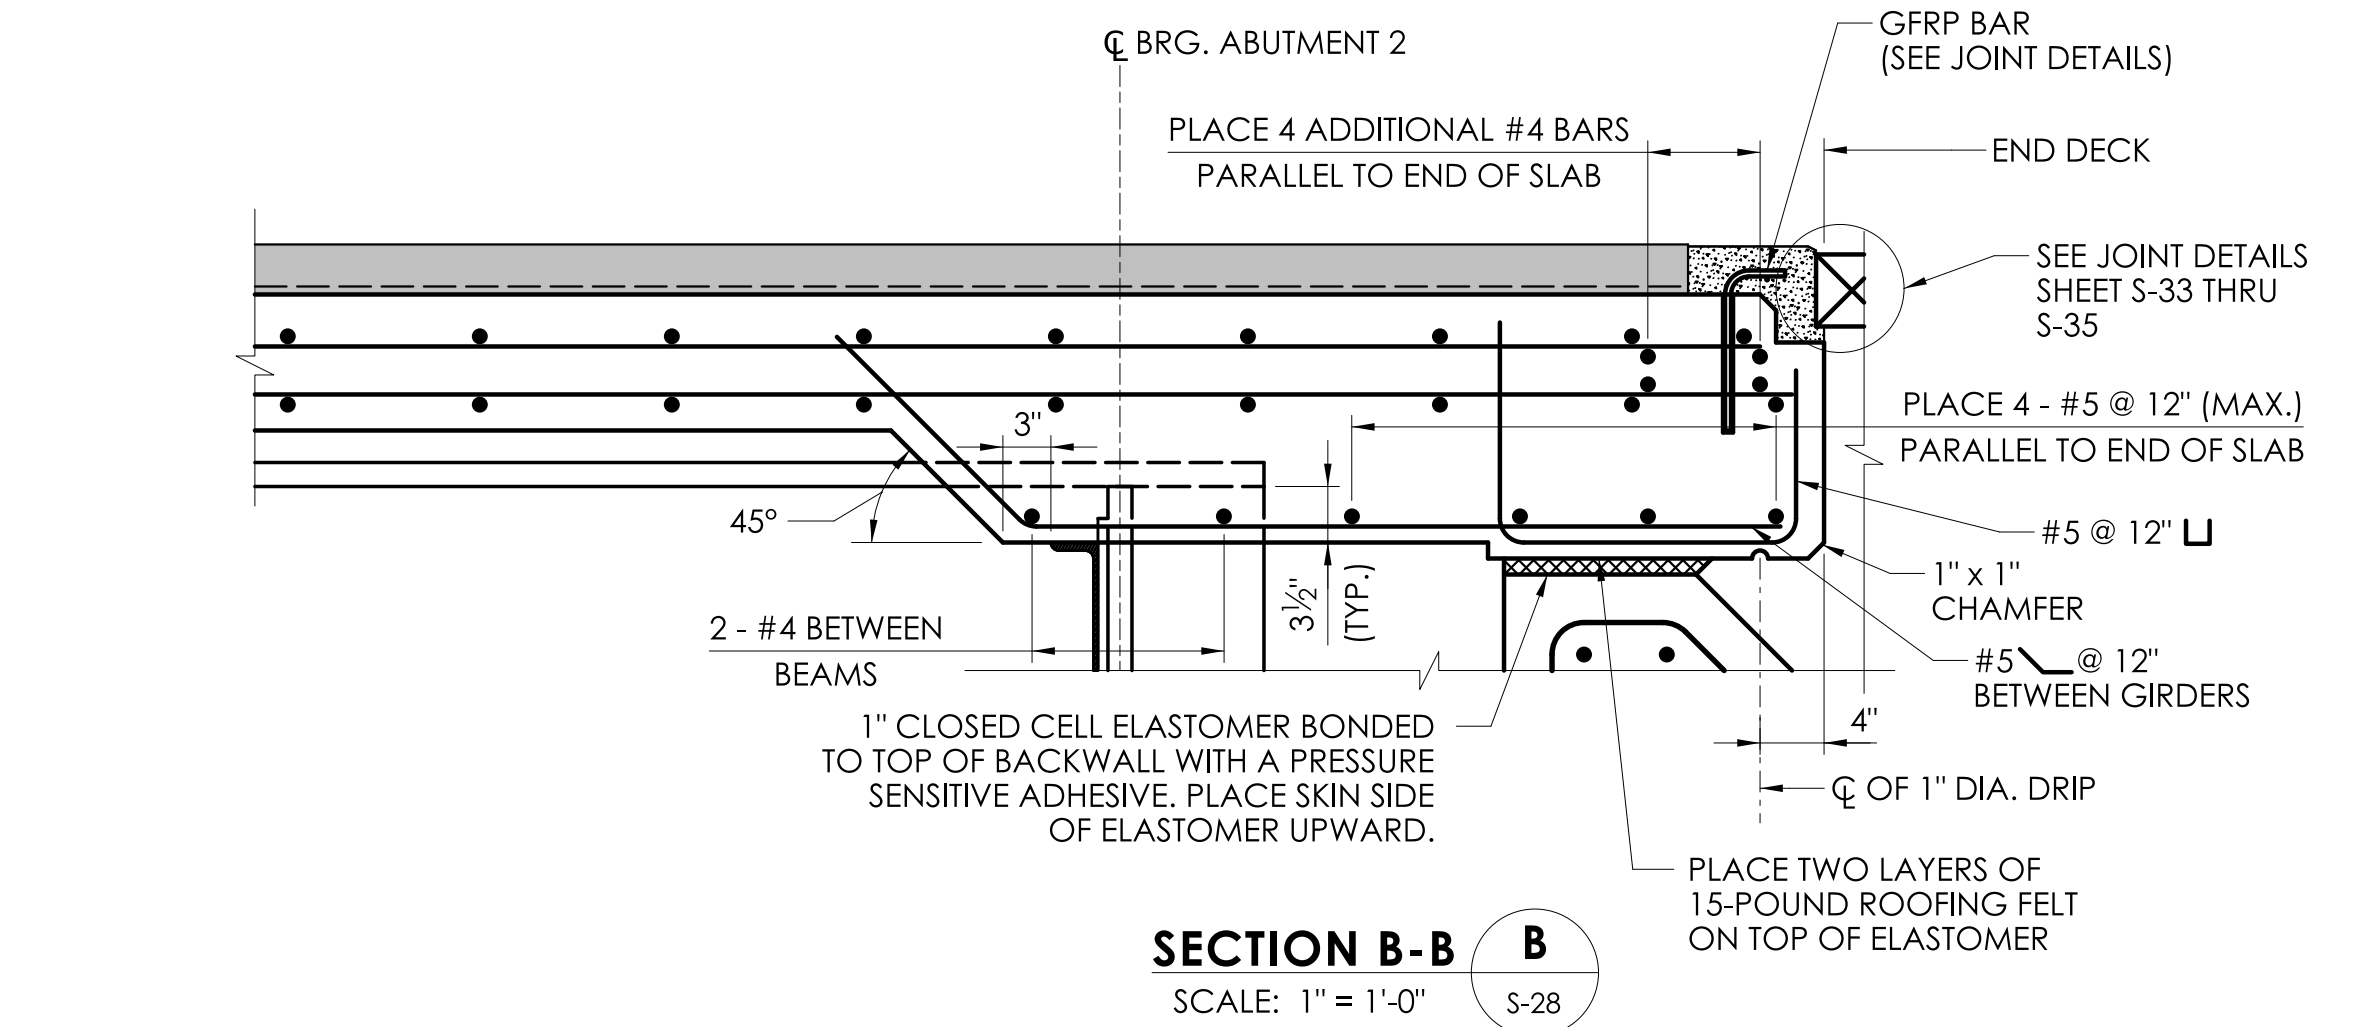 ℄ BRG. ABUTMENT 2
GFRP BAR
(SEE JOINT DETAILS)
PLACE 4 ADDITIONAL #4 BARS
PARALLEL TO END OF SLAB
END DECK
SEE JOINT DETAILS
SHEET S-33 THRU
S-35
3"
PLACE 4 - #5 @ 12" (MAX.)
PARALLEL TO END OF SLAB
45°
#5 @ 12"
3½"
(TYP.)
1" x 1"
CHAMFER
2 - #4 BETWEEN
BEAMS
#5 @ 12"
BETWEEN GIRDERS
4"
1" CLOSED CELL ELASTOMER BONDED
TO TOP OF BACKWALL WITH A PRESSURE
SENSITIVE ADHESIVE. PLACE SKIN SIDE
OF ELASTOMER UPWARD.
℄ OF 1" DIA. DRIP
PLACE TWO LAYERS OF
15-POUND ROOFING FELT
ON TOP OF ELASTOMER
SECTION B-B
SCALE: 1" = 1'-0"
B
S-28